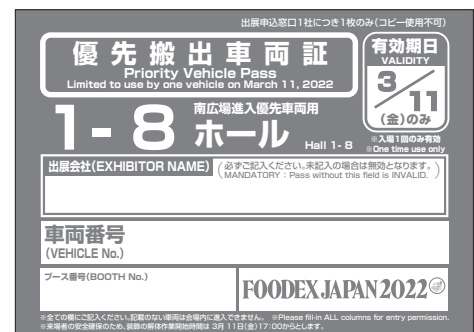 出展申込窓口1社につき1枚のみ(コピー使用不可)
優先搬出車両証
Priority Vehicle Pass
Limited to use by one vehicle on March 11, 2022
有効期日
VALIDITY
3/11
(金)のみ
※入場1回のみ有効
※One time use only
南広場進入優先車両用
1-8ホール
Hall 1-8
出展会社(EXHIBITOR NAME)
(必ずご記入ください。未記入の場合は無効となります。
MANDATORY:Pass without this field is INVALID.)
車両番号
(VEHICLE No.)
ブース番号(BOOTH No.)
FOODEX JAPAN 2022
※全ての欄にご記入ください。記載のない車両は会場内に進入できません。 ※Please fill-in ALL columns for entry permission.
※来場者の安全確保のため、装飾の解体作業開始時間は 3月11日(金)17:00からとします。